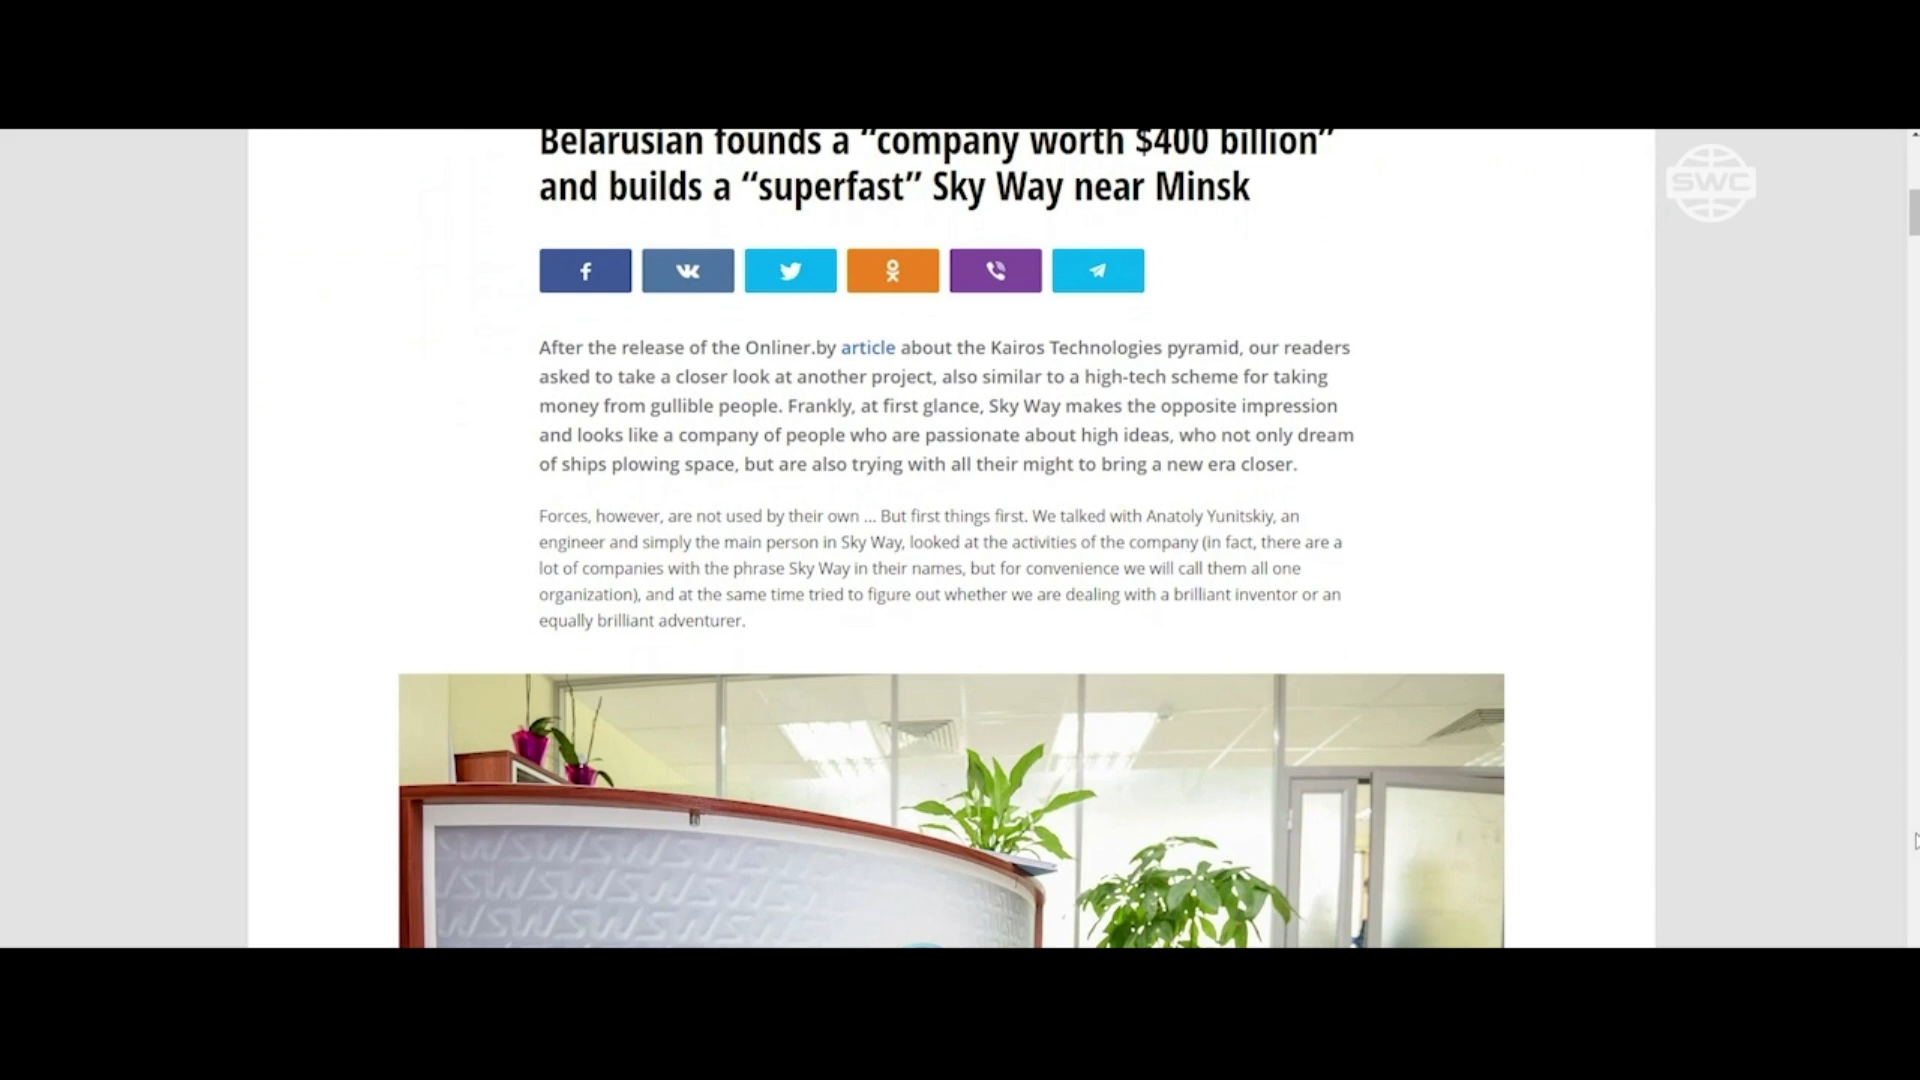 Belarusian founds a “company worth $400 billion”
and builds a “superfast” Sky Way near Minsk
SWC
After the release of the Onliner.by article about the Kairos Technologies pyramid, our readers
asked to take a closer look at another project, also similar to a high-tech scheme for taking
money from gullible people. Frankly, at first glance, Sky Way makes the opposite impression
and looks like a company of people who are passionate about high ideas, who not only dream
of ships plowing space, but are also trying with all their might to bring a new era closer.
Forces, however, are not used by their own ... But first things first. We talked with Anatoly Yunitskiy, an
engineer and simply the main person in Sky Way, looked at the activities of the company (in fact, there are a
lot of companies with the phrase Sky Way in their names, but for convenience we will call them all one
organization), and at the same time tried to figure out whether we are dealing with a brilliant inventor or an
equally brilliant adventurer.